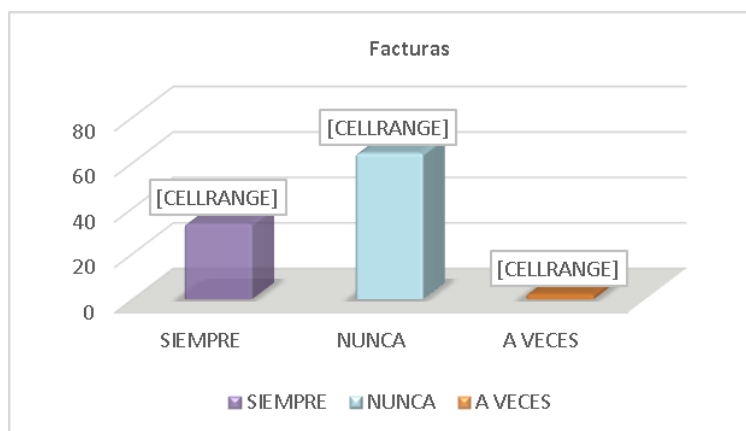 Facturas
80
60
40
20
0
[CELLRANGE]
[CELLRANGE]
[CELLRANGE]
SIEMPRE NUNCA A VECES
SIEMPRE NUNCA A VECES